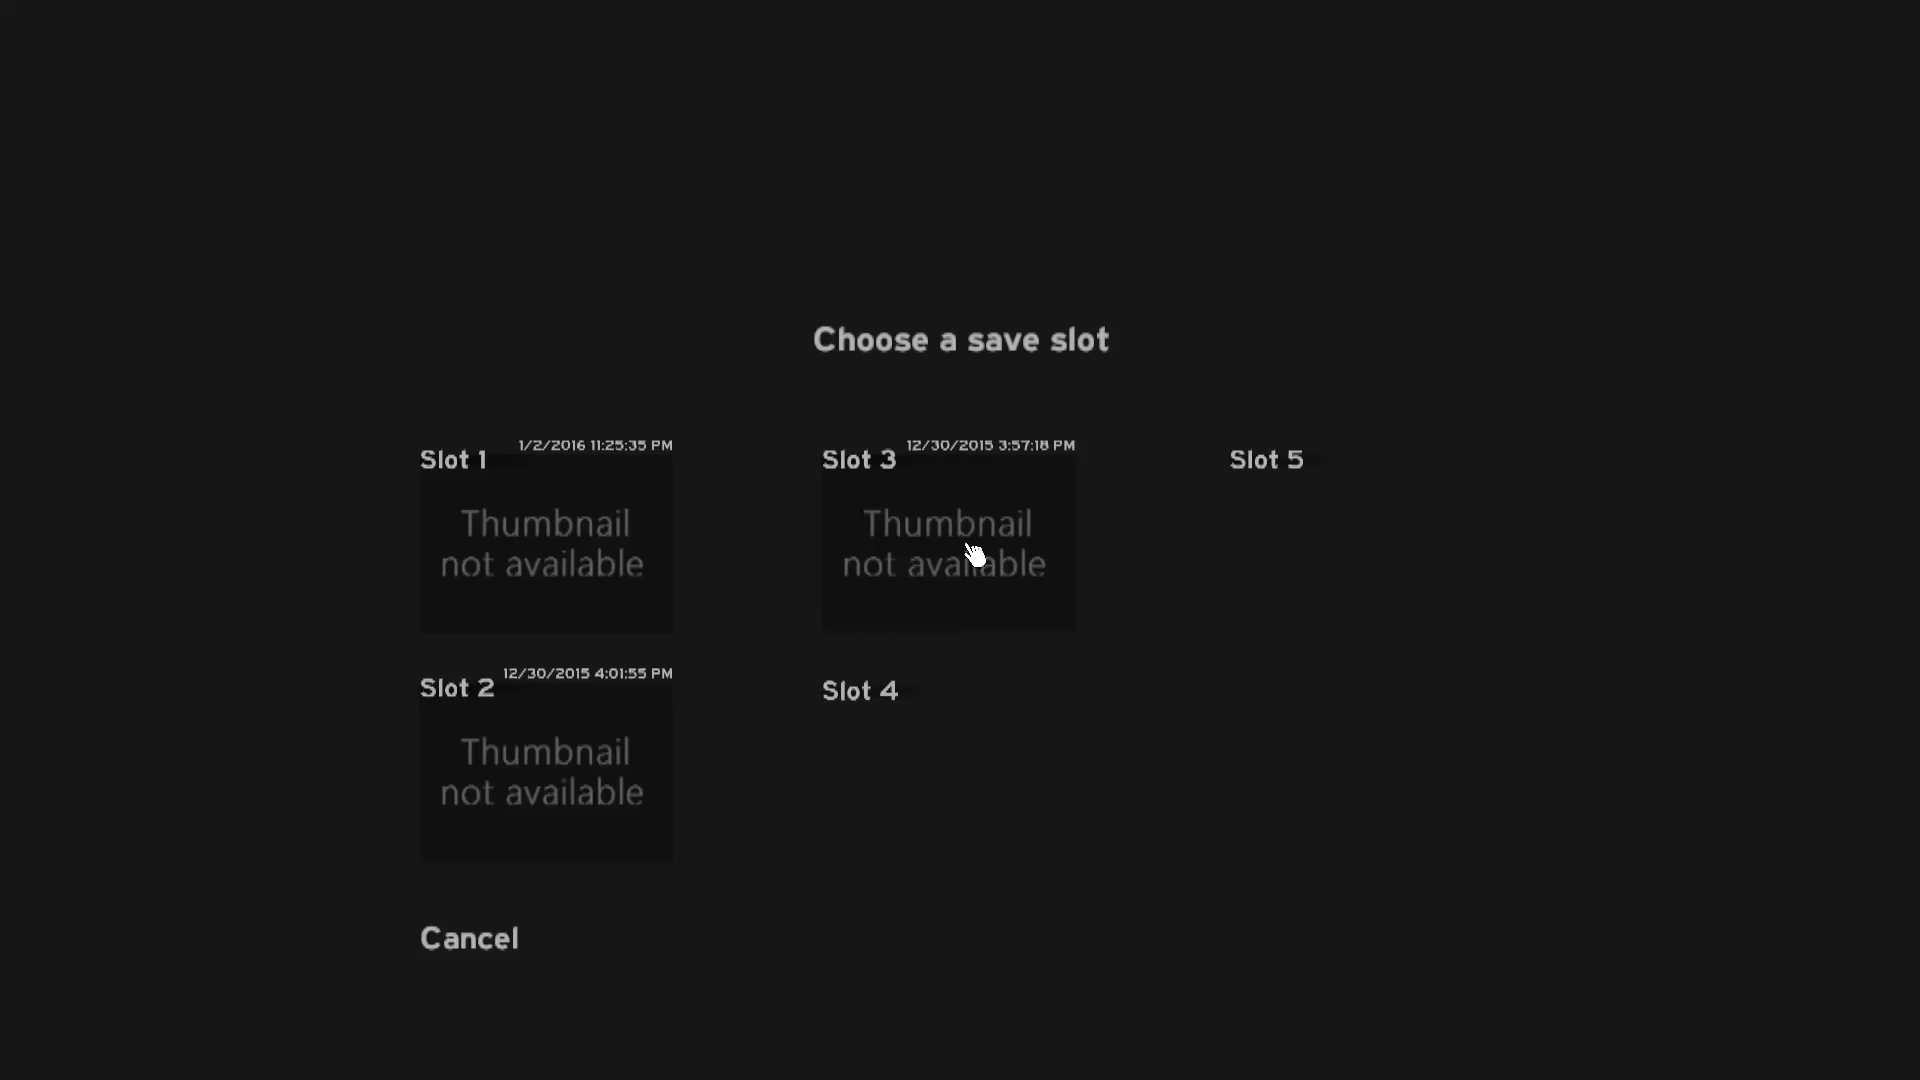 Choose a save slot
Slot 1
1/2/2016 11:25:35 PM
Thumbnail
not available
Slot 2
12/30/2015 4:01:55 PM
Thumbnail
not available
Slot 3
12/30/2015 3:57:18 PM
Thumbnail
not available
Slot 4
Slot 5
Cancel